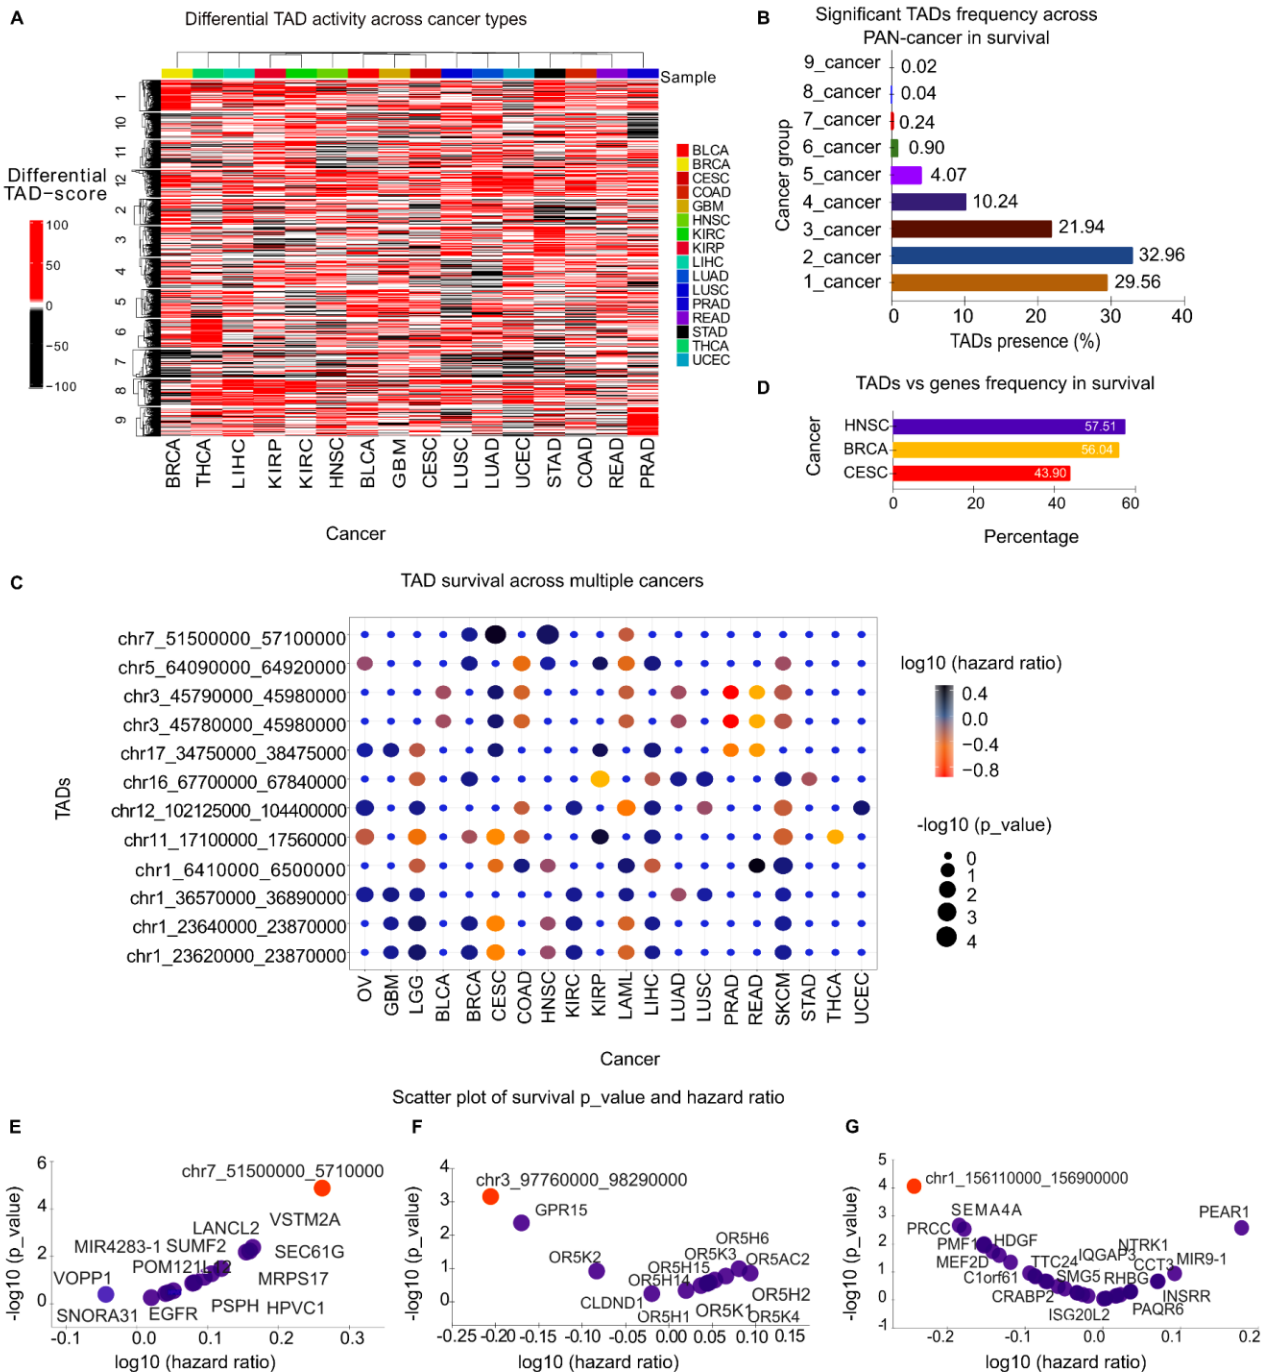 A
Differential TAD activity across cancer types
Sample
1
10
11
12
2
3
4
5
6
7
8
9
Differential
TAD-score
100
50
0
-50
-100
BLCA
BRCA
CESC
COAD
GBM
HNSC
KIRC
KIRP
LIHC
LUAD
LUSC
PRAD
READ
STAD
THCA
UCEC
BRCA THCA LIHC KIRP KIRC HNSC BLCA GBM CESC LUSC LUAD UCEC STAD COAD READ PRAD
Cancer
B
Significant TADs frequency across
PAN-cancer in survival
Cancer group
9_cancer 0.02
8_cancer 0.04
7_cancer 0.24
6_cancer 0.90
5_cancer 4.07
4_cancer 10.24
3_cancer 21.94
2_cancer 32.96
1_cancer 29.56
0 10 20 30 40
TADs presence (%)
D
TADs vs genes frequency in survival
Cancer
HNSC 57.51
BRCA 56.04
CESC 43.90
0 20 40 60
Percentage
C
TAD survival across multiple cancers
TADs
chr7_51500000_57100000
chr5_64090000_64920000
chr3_45790000_45980000
chr3_45780000_45980000
chr17_34750000_38475000
chr16_67700000_67840000
chr12_102125000_104400000
chr11_17100000_17560000
chr1_6410000_6500000
chr1_36570000_36890000
chr1_23640000_23870000
chr1_23620000_23870000
OV GBM LGG BLCA BRCA CESC COAD HNSC KIRC KIRP LAML LIHC LUAD LUSC PRAD READ SKCM STAD THCA UCEC
Cancer
log10 (hazard ratio)
0.4
0.0
-0.4
-0.8
-log10 (p_value)
0
1
2
3
4
Scatter plot of survival p_value and hazard ratio
E
-log10 (p_value)
6
4
2
0
chr7_51500000_5710000
VSTM2A
LANCL2
MIR4283-1 SUMF2
SEC61G
POM121L12
VOPP1
MRPS17
SNORA31 EGFR PSPH HPVC1
-0.1 0.0 0.1 0.2 0.3
log10 (hazard ratio)
F
-log10 (p_value)
4
3
2
1
0
chr3_97760000_98290000
GPR15
OR5H6
OR5K2
OR5K3
OR5AC2
OR5H15
OR5H14
OR5H2
CLDND1
OR5H1
OR5K1
OR5K4
-0.25 -0.20 -0.15 -0.10 -0.05 0.00 0.05 0.10 0.15
log10 (hazard ratio)
G
-log10 (p_value)
5
4
3
2
1
0
-1
chr1_156110000_156900000
SEMA4A
PEAR1
PRCC
PMF1
HDGF
NTRK1
IQGAP3
MIR9-1
MEF2D
TTC24
CCT3
C1orf61
SMG5
RHBG
INSRR
CRABP2
PAQR6
ISG20L2
-0.2 -0.1 0.0 0.1 0.2
log10 (hazard ratio)